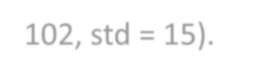 102, std = 15).